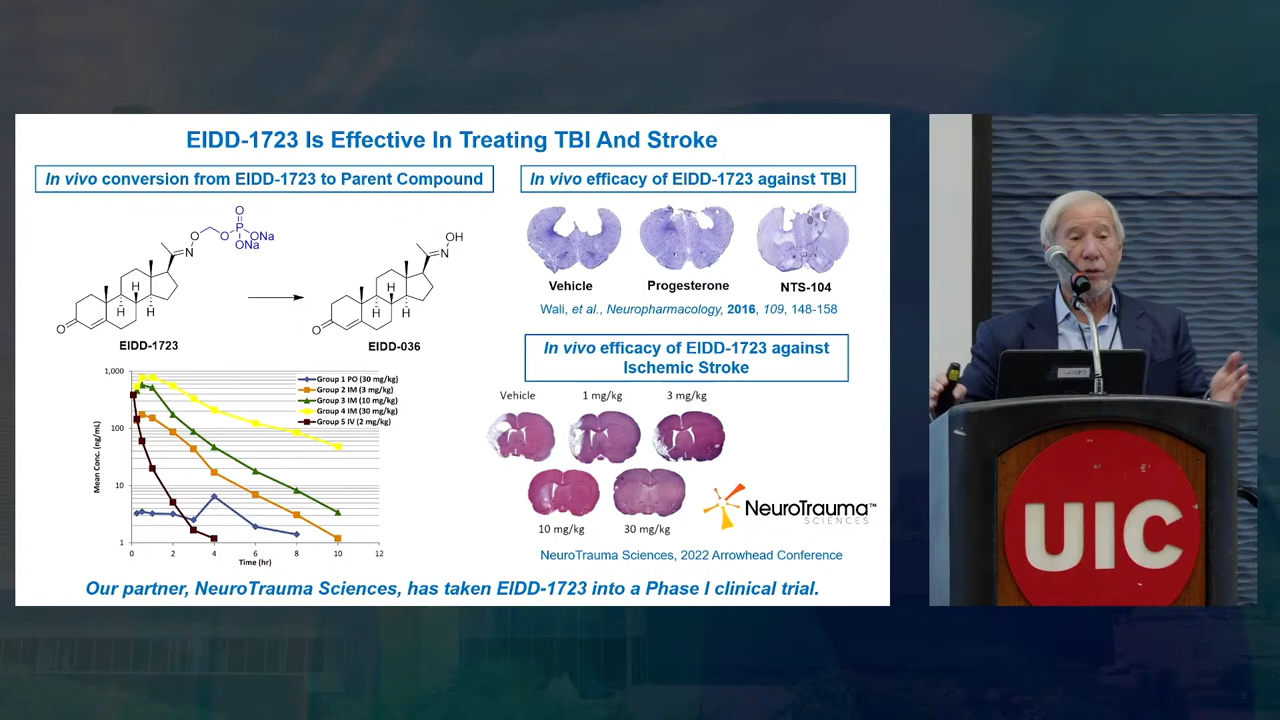 EIDD-1723 Is Effective In Treating TBI And Stroke
In vivo conversion from EIDD-1723 to Parent Compound
O
O
O
P
ONa
ONa
N
H
H
H
O
EIDD-1723
OH
N
H
H
H
O
EIDD-036
1,000
100
10
1
Mean Conc. (ng/mL)
0
2
4
6
8
10
12
Time (hr)
Group 1 PO (30 mg/kg)
Group 2 IM (3 mg/kg)
Group 3 IM (10 mg/kg)
Group 4 IM (30 mg/kg)
Group 5 IV (2 mg/kg)
In vivo efficacy of EIDD-1723 against TBI
Vehicle
Progesterone
NTS-104
Wali, et al., Neuropharmacology, 2016, 109, 148-158
In vivo efficacy of EIDD-1723 against
Ischemic Stroke
Vehicle
1 mg/kg
3 mg/kg
10 mg/kg
30 mg/kg
NeuroTrauma™
SCIENCES
NeuroTrauma Sciences, 2022 Arrowhead Conference
Our partner, NeuroTrauma Sciences, has taken EIDD-1723 into a Phase I clinical trial.
UIC